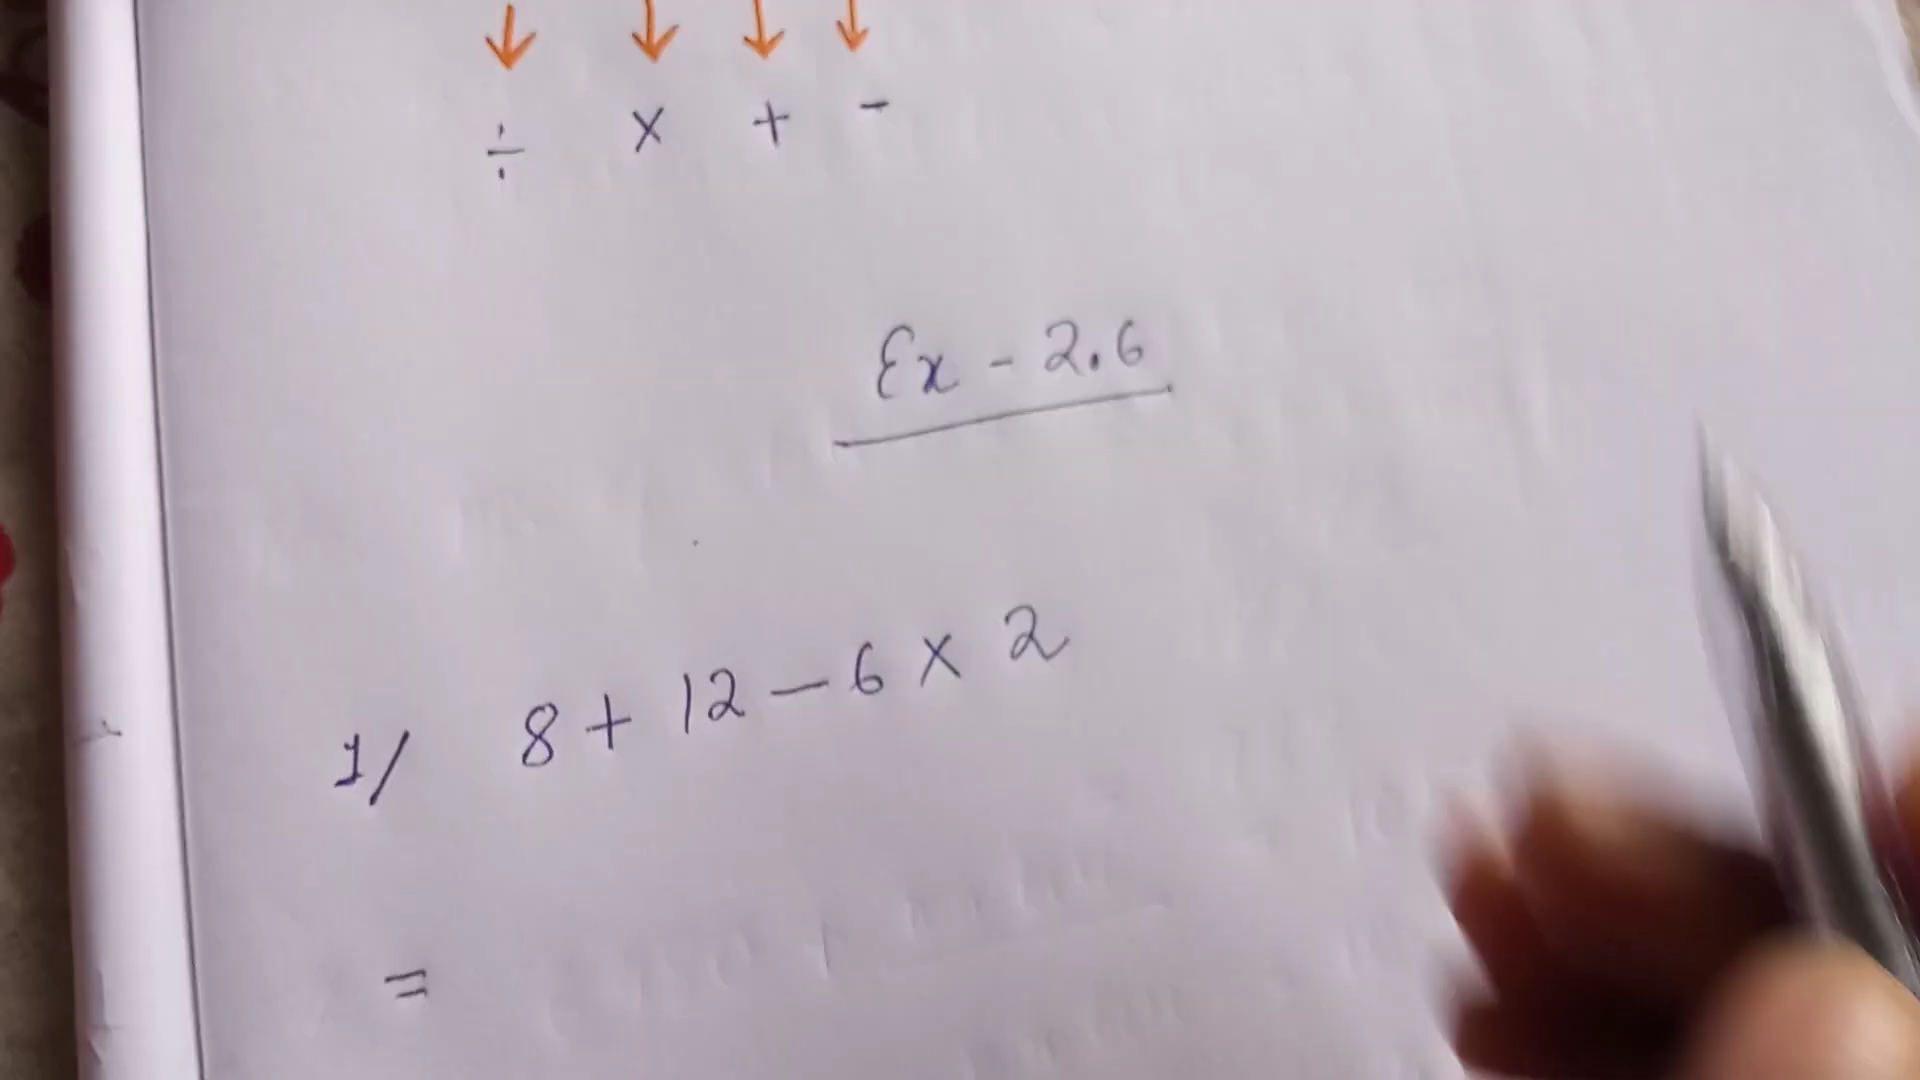 ÷ × + -
Ex - 2.6
1/ 8 + 12 - 6 × 2
=